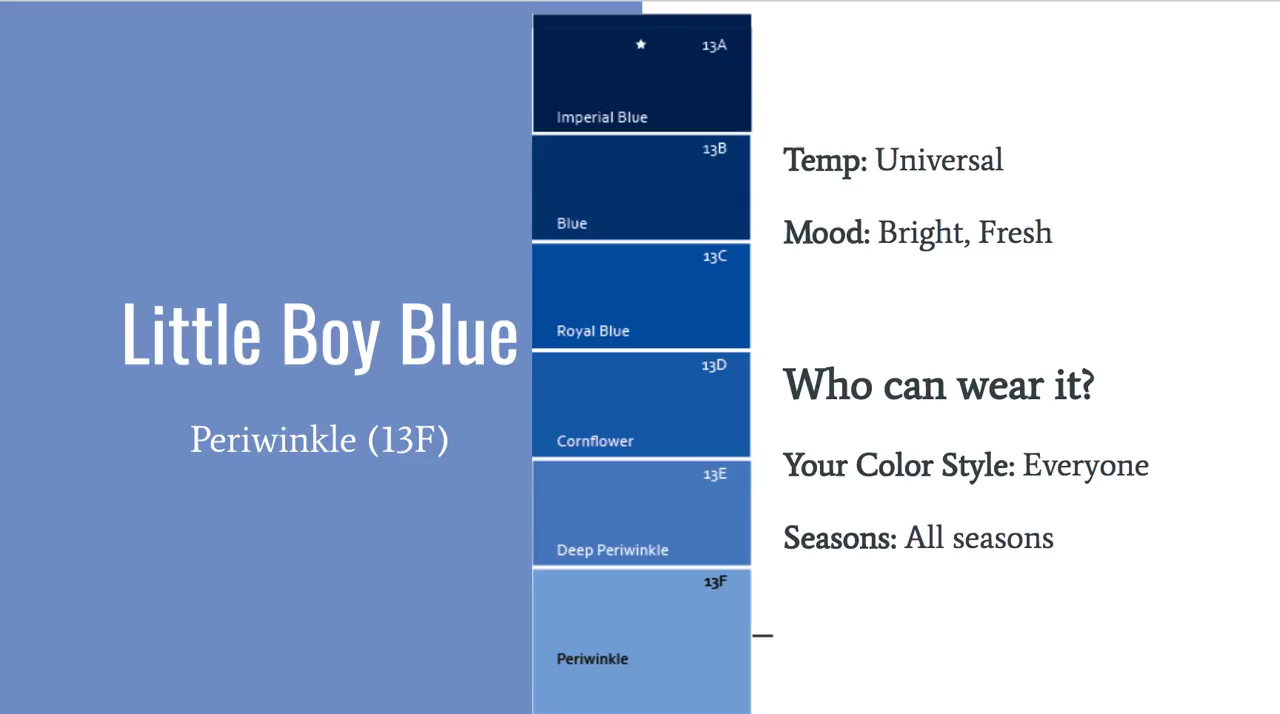 Little Boy Blue
Periwinkle (13F)
13A
Imperial Blue
13B
Blue
13C
Royal Blue
13D
Cornflower
13E
Deep Periwinkle
13F
Periwinkle
Temp: Universal
Mood: Bright, Fresh
Who can wear it?
Your Color Style: Everyone
Seasons: All seasons